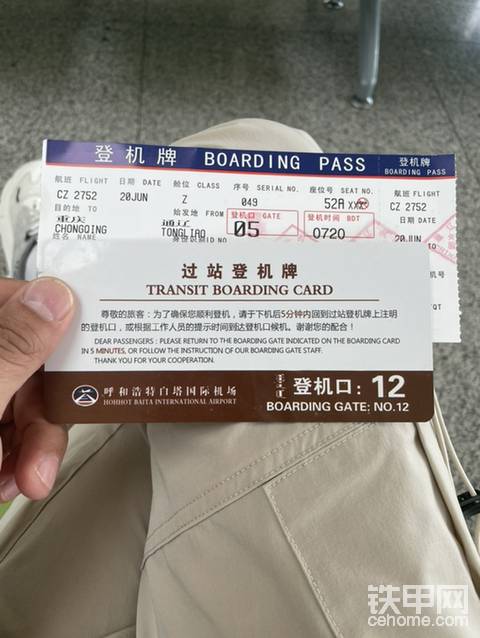 登机牌 BOARDING PASS 登机牌
航班 FLIGHT 日期 DATE 舱位 CLASS 序号 SERIAL NO. 座位号 SEAT NO. 航班 FLIGHT
CZ 2752 20JUN Z 049 52A CZ 2752
目的地 TO 始发地 FROM 登机口 GATE 登机时间 BDT 日期 DATE
重庆 通辽 05 0720 20JUN
CHONGQING TONGLIAO
姓名 NAME
过站登机牌
TRANSIT BOARDING CARD
尊敬的旅客：为了确保您顺利登机，请于下机后5分钟内回到过站登机牌上注明
的登机口，或根据工作人员的提示时间到达登机口候机。谢谢您的配合！
DEAR PASSENGERS : PLEASE RETURN TO THE BOARDING GATE INDICATED ON THE BOARDING CARD
IN 5 MINUTES, OR FOLLOW THE INSTRUCTION OF OUR BOARDING GATE STAFF.
THANK YOU FOR YOUR COOPERATION.
呼和浩特白塔国际机场
HOHHOT BAITA INTERNATIONAL AIRPORT
登机口：12
BOARDING GATE: NO.12
铁甲网
cehome.com